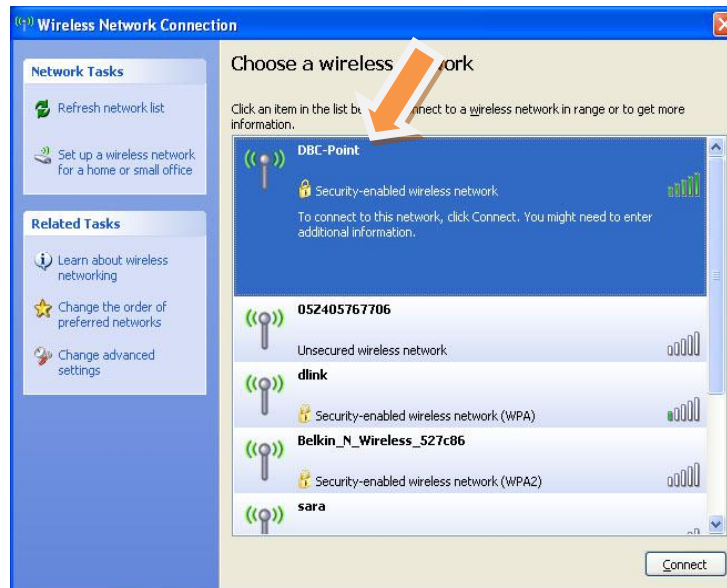 Wireless Network Connection
Network Tasks
Refresh network list
Set up a wireless network
for a home or small office
Related Tasks
Learn about wireless
networking
Change the order of
preferred networks
Change advanced
settings
Choose a wireless
Click an item in the list to a wireless network in range or to get more
information.
DBC-Point
Security-enabled wireless network
To connect to this network, click Connect. You might need to enter
additional information.
052405767706
Unsecured wireless network
dlink
Security-enabled wireless network (WPA)
Belkin_N_Wireless_527c86
Security-enabled wireless network (WPA2)
sara
Connect